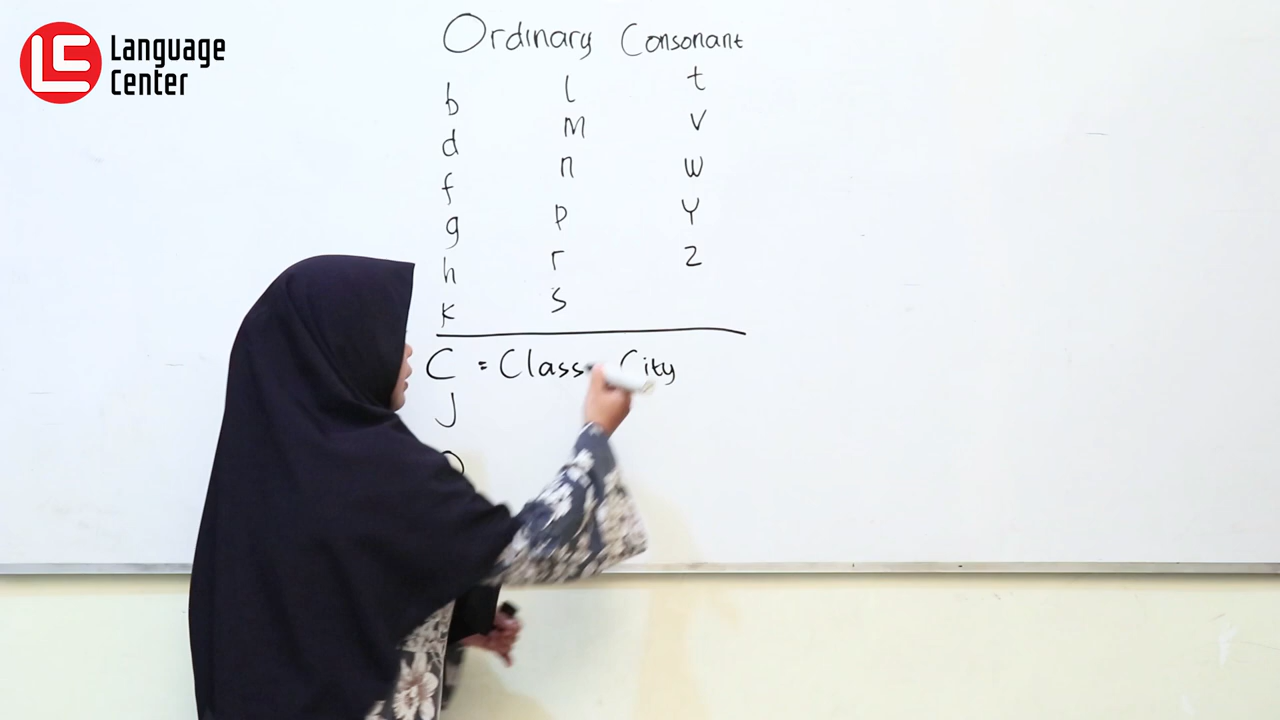 Language
Center
Ordinary Consonant
b l t
d M v
f n w
g p Y
h r z
k s
C = Class City
J